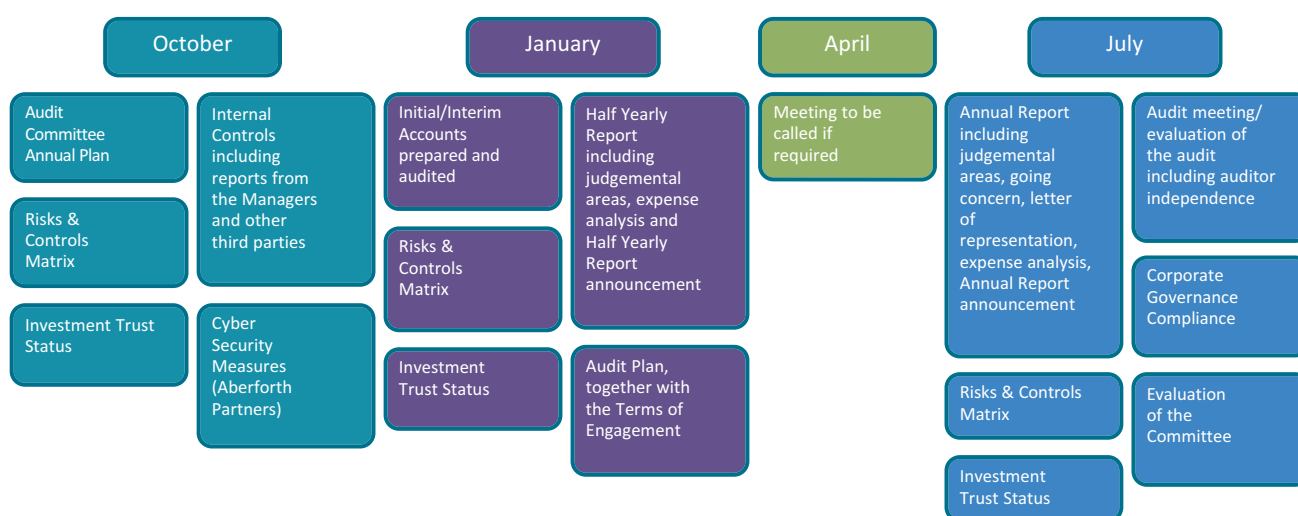 October
Audit
Committee
Annual Plan
Risks &
Controls
Matrix
Investment Trust
Status
Internal
Controls
including
reports from
the Managers
and other
third parties
Cyber
Security
Measures
(Aberforth
Partners)
January
Initial/Interim
Accounts
prepared and
audited
Risks &
Controls
Matrix
Investment
Trust Status
Half Yearly
Report
including
judgemental
areas, expense
analysis and
Half Yearly
Report
announcement
Audit Plan,
together with
the Terms of
Engagement
April
Meeting to be
called if
required
July
Annual Report
including
judgemental
areas, going
concern, letter
of
representation,
expense analysis,
Annual Report
announcement
Risks & Controls
Matrix
Investment
Trust Status
Audit meeting/
evaluation of
the audit
including auditor
independence
Corporate
Governance
Compliance
Evaluation
of the
Committee